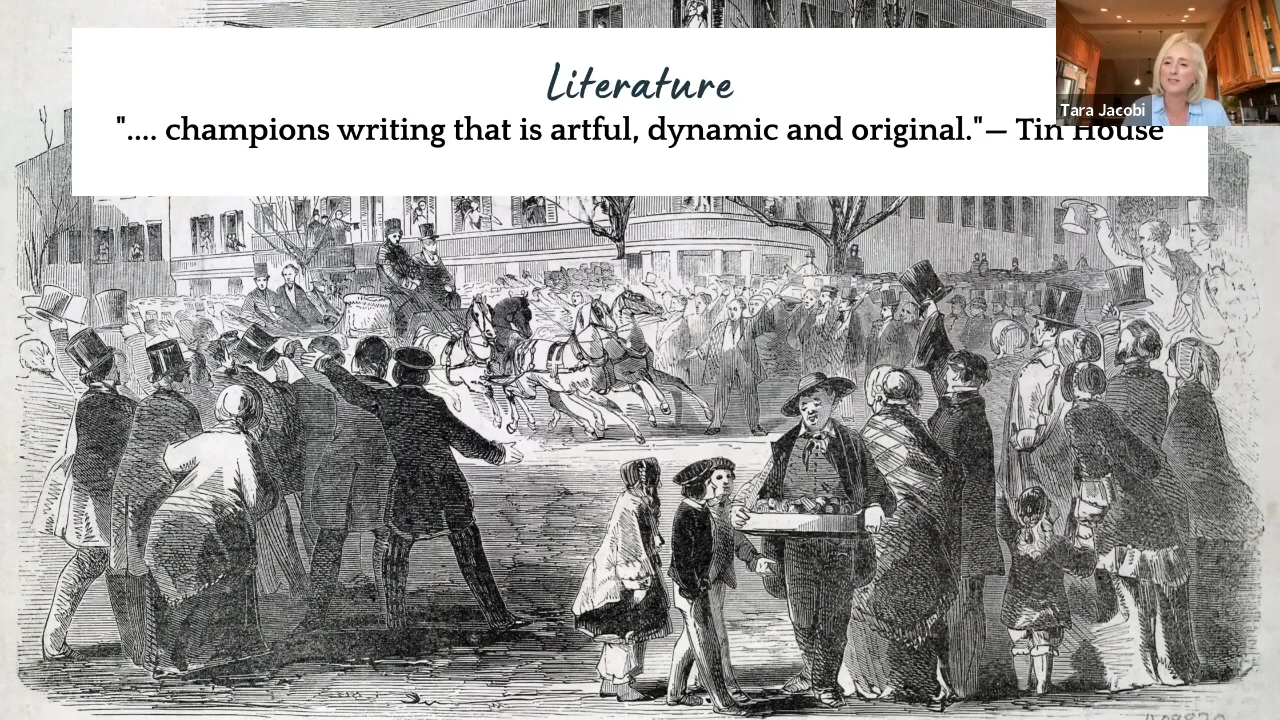 Literature
".... champions writing that is artful, dynamic and original."— Tin House
Tara Jacobi